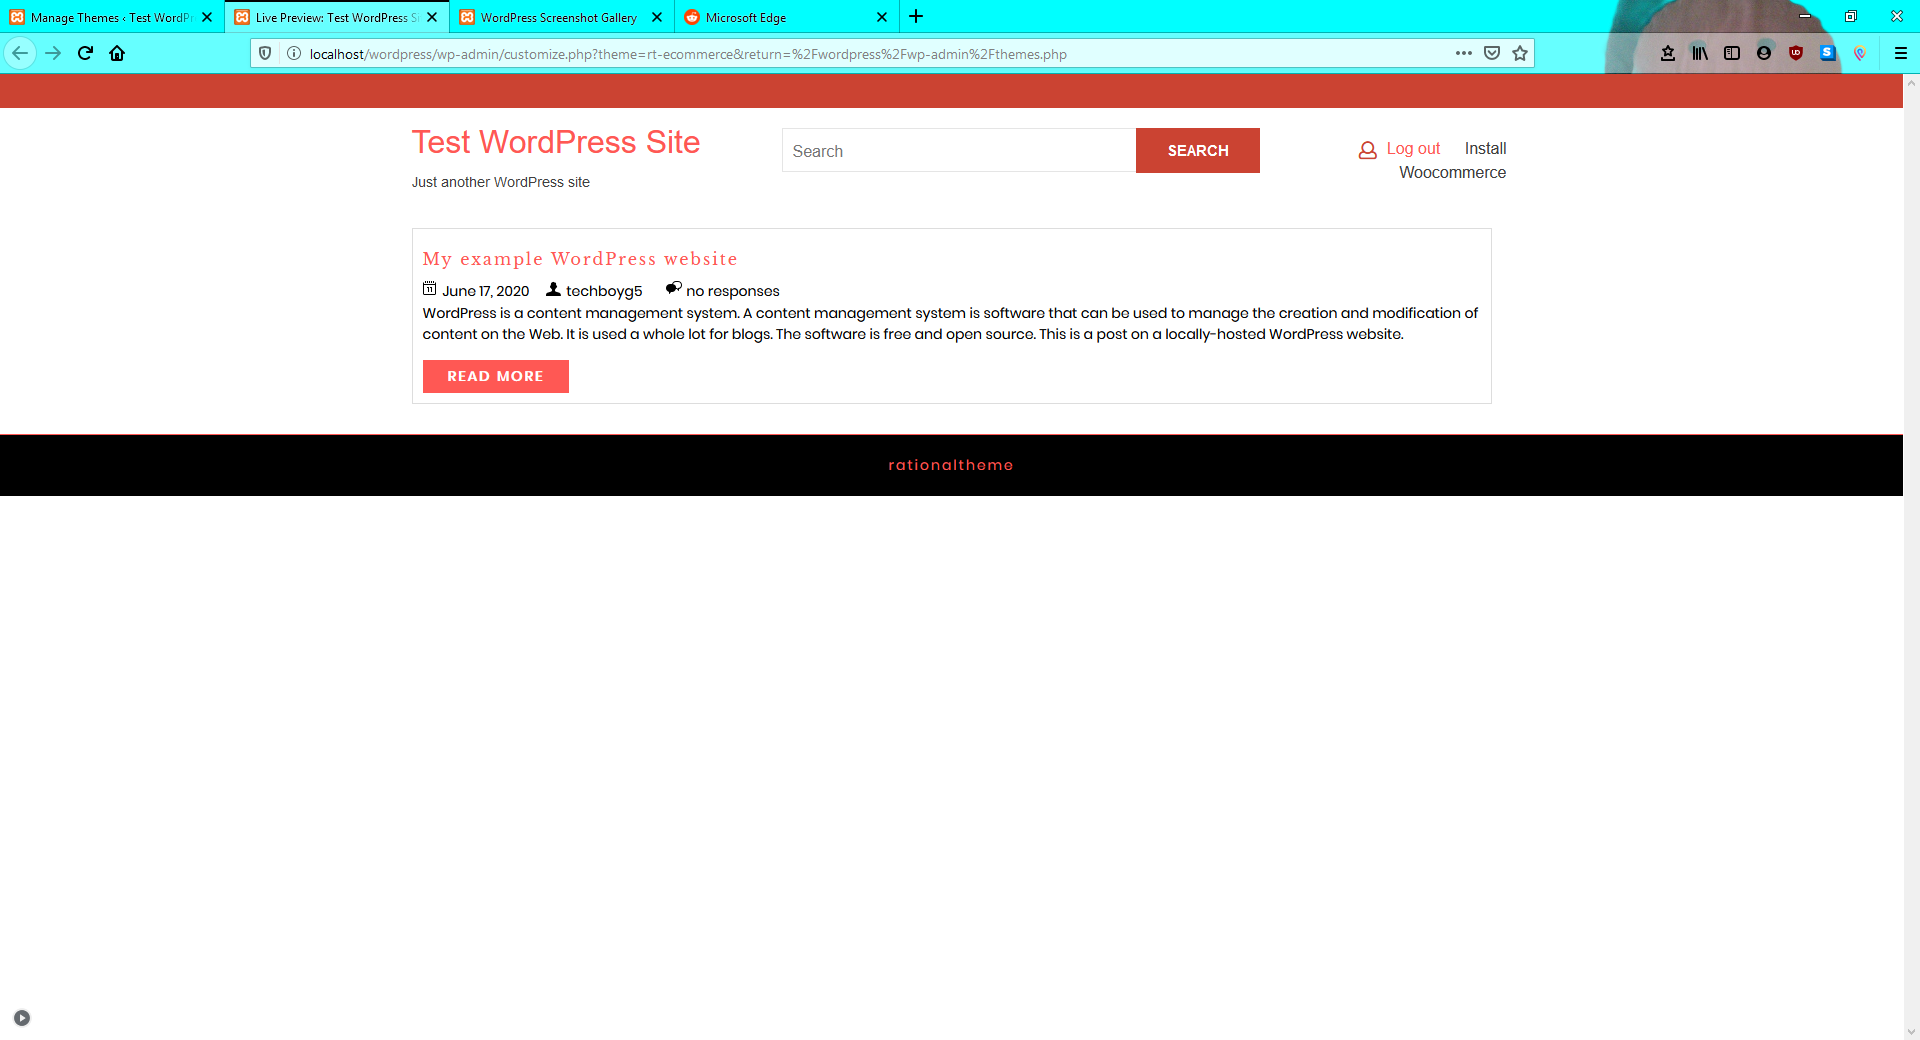 Manage Themes ‹ Test WordPr
Live Preview: Test WordPress Si
WordPress Screenshot Gallery
Microsoft Edge
localhost/wordpress/wp-admin/customize.php?theme=rt-ecommerce&return=%2Fwordpress%2Fwp-admin%2Fthemes.php
Test WordPress Site
Just another WordPress site
Search
SEARCH
Log out
Install
Woocommerce
My example WordPress website
11 June 17, 2020 techboyg5 no responses
WordPress is a content management system. A content management system is software that can be used to manage the creation and modification of
content on the Web. It is used a whole lot for blogs. The software is free and open source. This is a post on a locally-hosted WordPress website.
READ MORE
rationaltheme